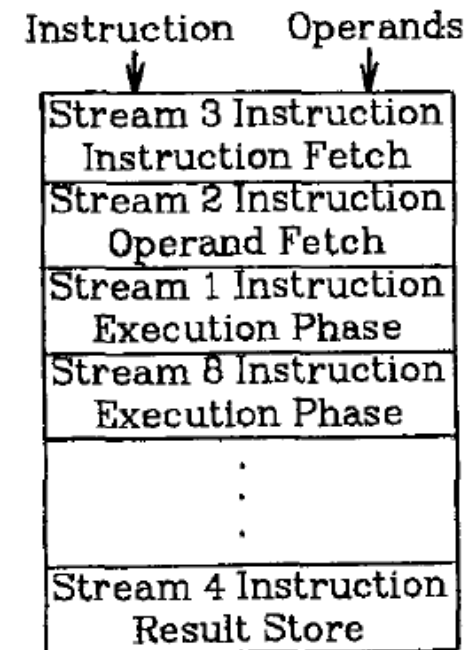 Instruction Operands
Stream 3 Instruction
Instruction Fetch
Stream 2 Instruction
Operand Fetch
Stream 1 Instruction
Execution Phase
Stream 8 Instruction
Execution Phase
.
.
.
Stream 4 Instruction
Result Store